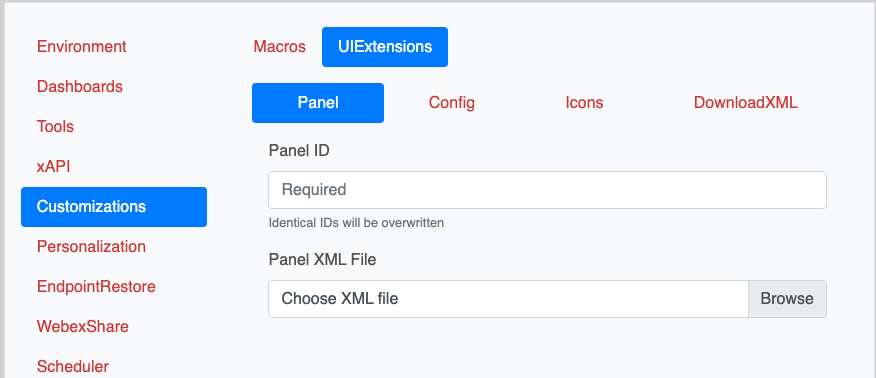 Environment
Dashboards
Tools
xAPI
Customizations
Personalization
EndpointRestore
WebexShare
Scheduler
Macros UIExtensions
Panel Config Icons DownloadXML
Panel ID
Required
Identical IDs will be overwritten
Panel XML File
Choose XML file Browse